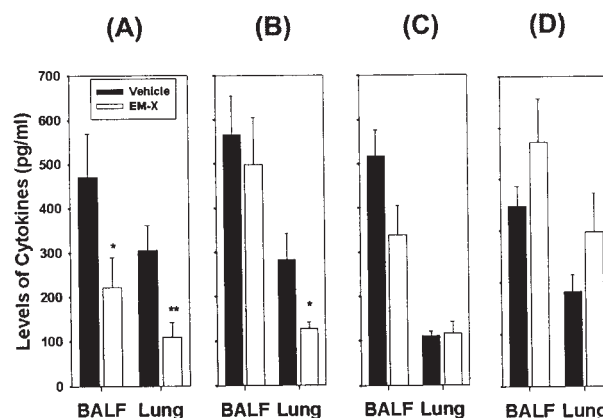 (A) (B) (C) (D)
Levels of Cytokines (pg/ml)
700
600
500
400
300
200
100
0
Vehicle
EM-X
*
**
*
BALF Lung BALF Lung BALF Lung BALF Lung